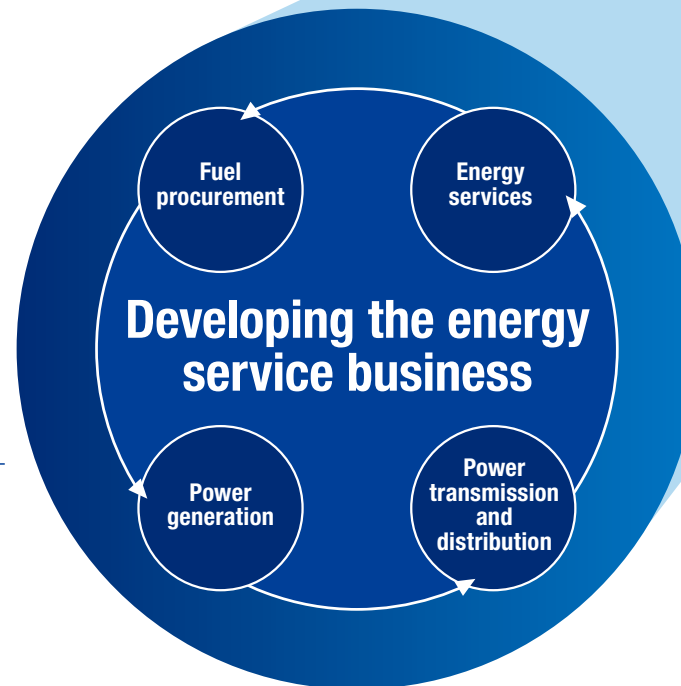 Fuel
procurement
Energy
services
Developing the energy
service business
Power
generation
Power
transmission
and
distribution